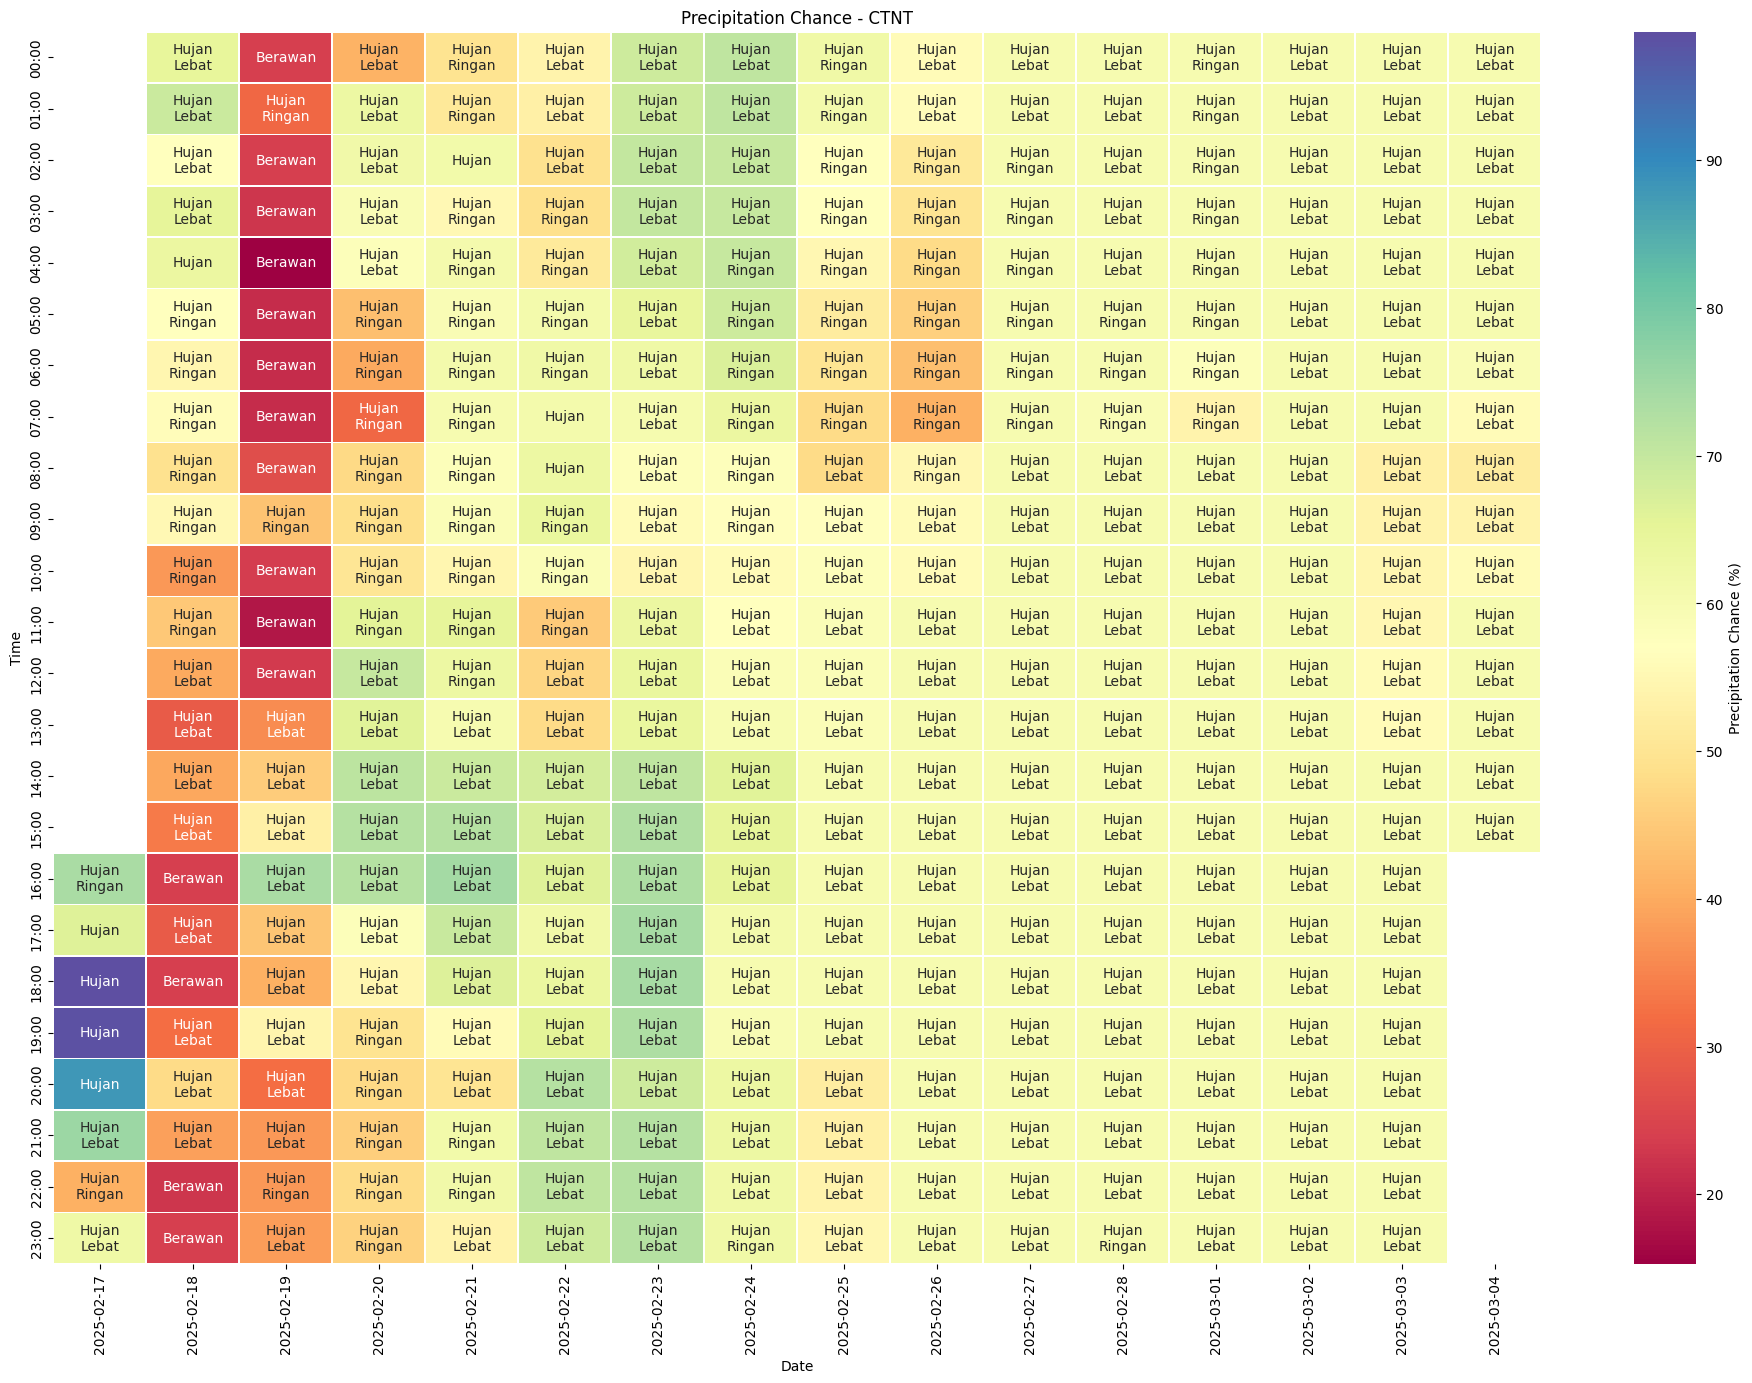 Precipitation Chance - CTNT
00:00 Hujan Lebat Berawan Hujan Lebat Hujan Ringan Hujan Lebat Hujan Lebat Hujan Lebat Hujan Ringan Hujan Lebat Hujan Lebat Hujan Lebat Hujan Ringan Hujan Lebat Hujan Lebat Hujan Lebat
01:00 Hujan Lebat Hujan Ringan Hujan Lebat Hujan Ringan Hujan Lebat Hujan Lebat Hujan Lebat Hujan Ringan Hujan Lebat Hujan Lebat Hujan Lebat Hujan Ringan Hujan Lebat Hujan Lebat Hujan Lebat
02:00 Hujan Lebat Berawan Hujan Lebat Hujan Hujan Lebat Hujan Lebat Hujan Lebat Hujan Ringan Hujan Ringan Hujan Ringan Hujan Lebat Hujan Ringan Hujan Lebat Hujan Lebat Hujan Lebat
03:00 Hujan Lebat Berawan Hujan Lebat Hujan Ringan Hujan Ringan Hujan Lebat Hujan Lebat Hujan Ringan Hujan Ringan Hujan Ringan Hujan Lebat Hujan Ringan Hujan Lebat Hujan Lebat Hujan Lebat
04:00 Hujan Berawan Hujan Lebat Hujan Ringan Hujan Ringan Hujan Lebat Hujan Ringan Hujan Ringan Hujan Ringan Hujan Ringan Hujan Lebat Hujan Ringan Hujan Lebat Hujan Lebat Hujan Lebat
05:00 Hujan Ringan Berawan Hujan Ringan Hujan Ringan Hujan Ringan Hujan Lebat Hujan Ringan Hujan Ringan Hujan Ringan Hujan Ringan Hujan Ringan Hujan Ringan Hujan Lebat Hujan Lebat Hujan Lebat
06:00 Hujan Ringan Berawan Hujan Ringan Hujan Ringan Hujan Ringan Hujan Lebat Hujan Ringan Hujan Ringan Hujan Ringan Hujan Ringan Hujan Ringan Hujan Ringan Hujan Lebat Hujan Lebat Hujan Lebat
07:00 Hujan Ringan Berawan Hujan Ringan Hujan Ringan Hujan Hujan Lebat Hujan Ringan Hujan Ringan Hujan Ringan Hujan Ringan Hujan Ringan Hujan Ringan Hujan Lebat Hujan Lebat Hujan Lebat
08:00 Hujan Ringan Berawan Hujan Ringan Hujan Ringan Hujan Hujan Lebat Hujan Ringan Hujan Lebat Hujan Ringan Hujan Lebat Hujan Lebat Hujan Lebat Hujan Lebat Hujan Lebat Hujan Lebat
09:00 Hujan Ringan Hujan Ringan Hujan Ringan Hujan Ringan Hujan Ringan Hujan Lebat Hujan Ringan Hujan Lebat Hujan Lebat Hujan Lebat Hujan Lebat Hujan Lebat Hujan Lebat Hujan Lebat Hujan Lebat
10:00 Hujan Ringan Berawan Hujan Ringan Hujan Ringan Hujan Ringan Hujan Lebat Hujan Lebat Hujan Lebat Hujan Lebat Hujan Lebat Hujan Lebat Hujan Lebat Hujan Lebat Hujan Lebat Hujan Lebat
11:00 Hujan Ringan Berawan Hujan Ringan Hujan Ringan Hujan Ringan Hujan Lebat Hujan Lebat Hujan Lebat Hujan Lebat Hujan Lebat Hujan Lebat Hujan Lebat Hujan Lebat Hujan Lebat Hujan Lebat
12:00 Hujan Lebat Berawan Hujan Lebat Hujan Ringan Hujan Lebat Hujan Lebat Hujan Lebat Hujan Lebat Hujan Lebat Hujan Lebat Hujan Lebat Hujan Lebat Hujan Lebat Hujan Lebat Hujan Lebat
13:00 Hujan Lebat Hujan Lebat Hujan Lebat Hujan Lebat Hujan Lebat Hujan Lebat Hujan Lebat Hujan Lebat Hujan Lebat Hujan Lebat Hujan Lebat Hujan Lebat Hujan Lebat Hujan Lebat Hujan Lebat
14:00 Hujan Lebat Hujan Lebat Hujan Lebat Hujan Lebat Hujan Lebat Hujan Lebat Hujan Lebat Hujan Lebat Hujan Lebat Hujan Lebat Hujan Lebat Hujan Lebat Hujan Lebat Hujan Lebat Hujan Lebat
15:00 Hujan Lebat Hujan Lebat Hujan Lebat Hujan Lebat Hujan Lebat Hujan Lebat Hujan Lebat Hujan Lebat Hujan Lebat Hujan Lebat Hujan Lebat Hujan Lebat Hujan Lebat Hujan Lebat Hujan Lebat
16:00 Hujan Ringan Berawan Hujan Lebat Hujan Lebat Hujan Lebat Hujan Lebat Hujan Lebat Hujan Lebat Hujan Lebat Hujan Lebat Hujan Lebat Hujan Lebat Hujan Lebat Hujan Lebat Hujan Lebat
17:00 Hujan Hujan Lebat Hujan Lebat Hujan Lebat Hujan Lebat Hujan Lebat Hujan Lebat Hujan Lebat Hujan Lebat Hujan Lebat Hujan Lebat Hujan Lebat Hujan Lebat Hujan Lebat Hujan Lebat
18:00 Hujan Berawan Hujan Lebat Hujan Lebat Hujan Lebat Hujan Lebat Hujan Lebat Hujan Lebat Hujan Lebat Hujan Lebat Hujan Lebat Hujan Lebat Hujan Lebat Hujan Lebat Hujan Lebat
19:00 Hujan Hujan Lebat Hujan Lebat Hujan Ringan Hujan Lebat Hujan Lebat Hujan Lebat Hujan Lebat Hujan Lebat Hujan Lebat Hujan Lebat Hujan Lebat Hujan Lebat Hujan Lebat Hujan Lebat
20:00 Hujan Hujan Lebat Hujan Lebat Hujan Ringan Hujan Lebat Hujan Lebat Hujan Lebat Hujan Lebat Hujan Lebat Hujan Lebat Hujan Lebat Hujan Lebat Hujan Lebat Hujan Lebat Hujan Lebat
21:00 Hujan Lebat Hujan Lebat Hujan Lebat Hujan Ringan Hujan Ringan Hujan Lebat Hujan Lebat Hujan Lebat Hujan Lebat Hujan Lebat Hujan Lebat Hujan Lebat Hujan Lebat Hujan Lebat Hujan Lebat
22:00 Hujan Ringan Berawan Hujan Ringan Hujan Ringan Hujan Ringan Hujan Lebat Hujan Lebat Hujan Lebat Hujan Lebat Hujan Lebat Hujan Lebat Hujan Lebat Hujan Lebat Hujan Lebat Hujan Lebat
23:00 Hujan Lebat Berawan Hujan Lebat Hujan Ringan Hujan Lebat Hujan Lebat Hujan Lebat Hujan Ringan Hujan Lebat Hujan Lebat Hujan Lebat Hujan Ringan Hujan Lebat Hujan Lebat Hujan Lebat
Time
2025-02-17 2025-02-18 2025-02-19 2025-02-20 2025-02-21 2025-02-22 2025-02-23 2025-02-24 2025-02-25 2025-02-26 2025-02-27 2025-02-28 2025-03-01 2025-03-02 2025-03-03 2025-03-04
Date
90
80
70
60
50
40
30
20
Precipitation Chance (%)